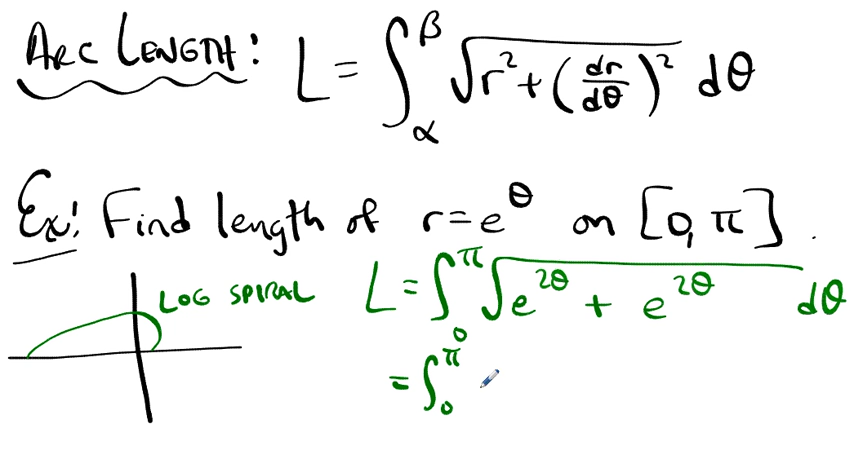 ARC LENGTH: L = ∫_α^β √(r² + (dr/dθ)²) dθ
Ex! Find length of r = e^θ on [0, π].
LOG SPIRAL L = ∫_0^π √(e^{2θ} + e^{2θ}) dθ
= ∫_0^π